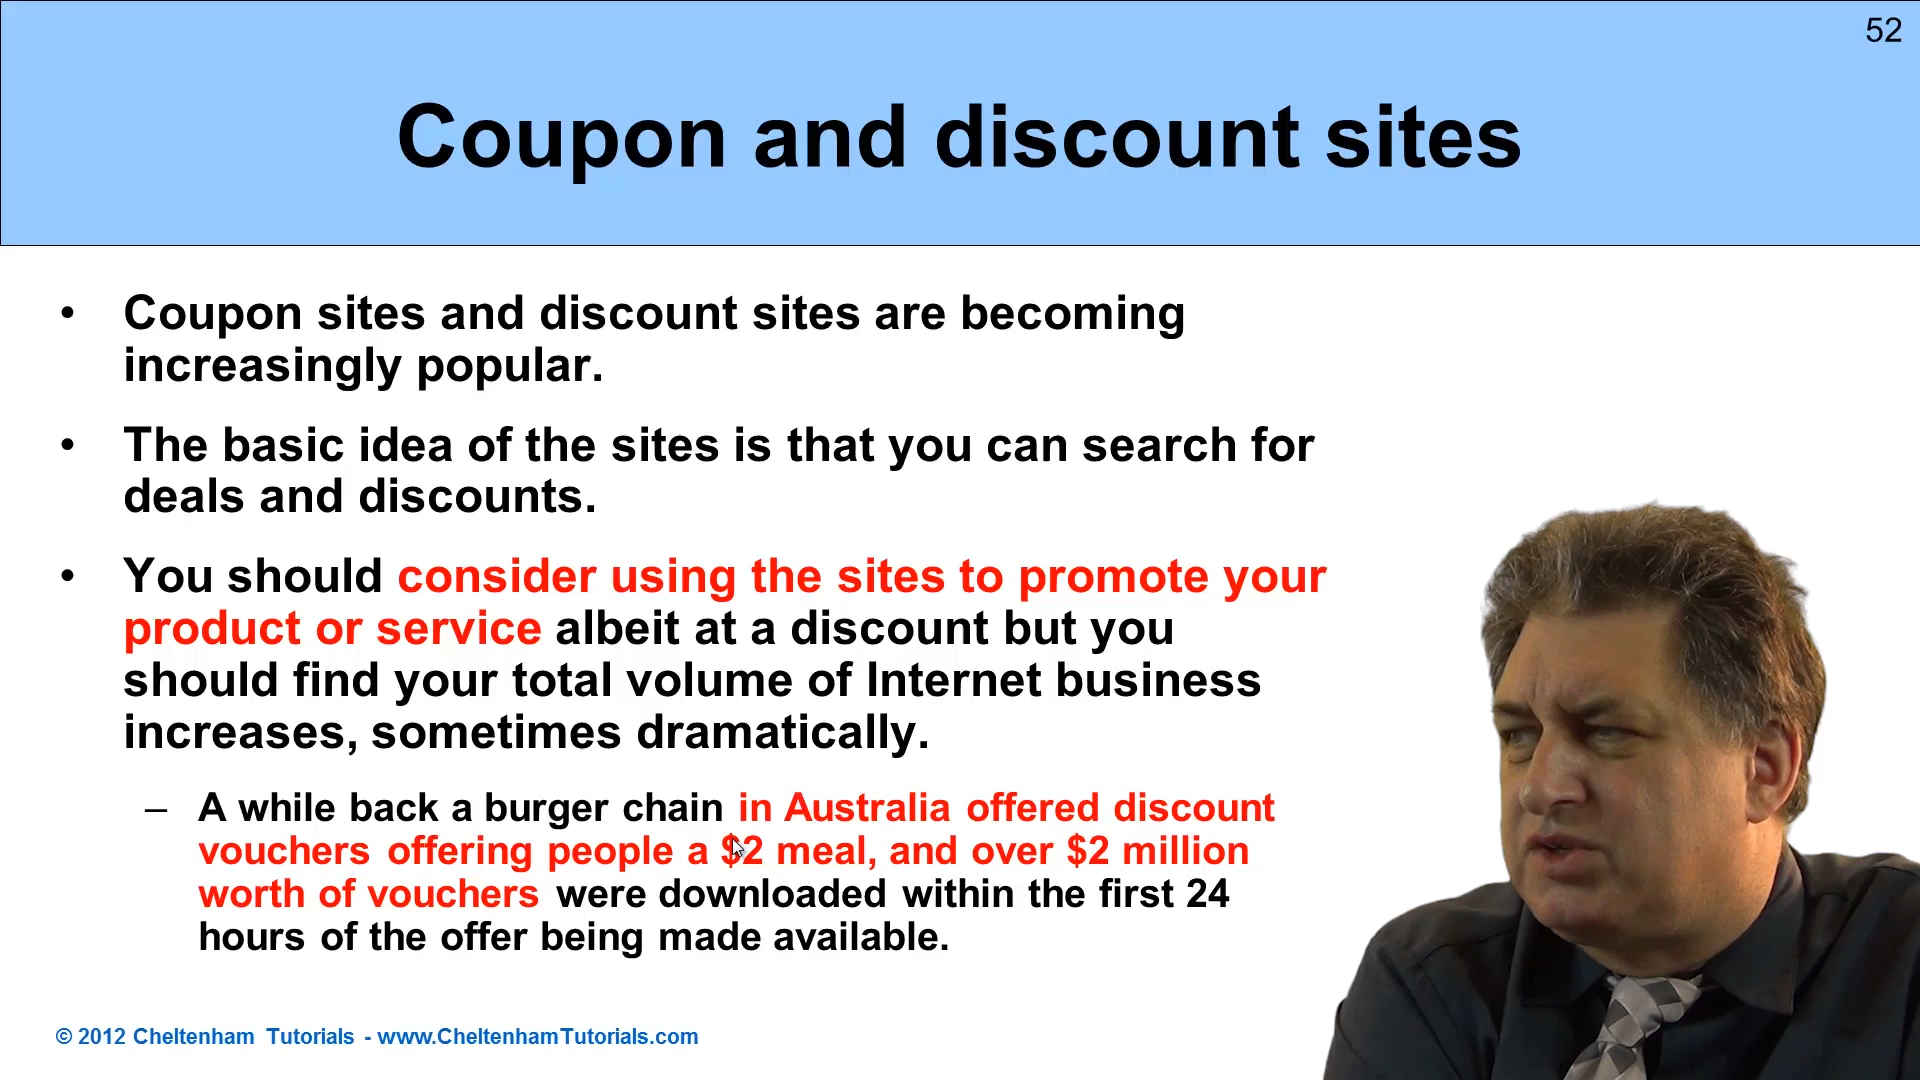 52
Coupon and discount sites
• Coupon sites and discount sites are becoming
increasingly popular.
• The basic idea of the sites is that you can search for
deals and discounts.
• You should consider using the sites to promote your
product or service albeit at a discount but you
should find your total volume of Internet business
increases, sometimes dramatically.
– A while back a burger chain in Australia offered discount
vouchers offering people a $2 meal, and over $2 million
worth of vouchers were downloaded within the first 24
hours of the offer being made available.
© 2012 Cheltenham Tutorials - www.CheltenhamTutorials.com